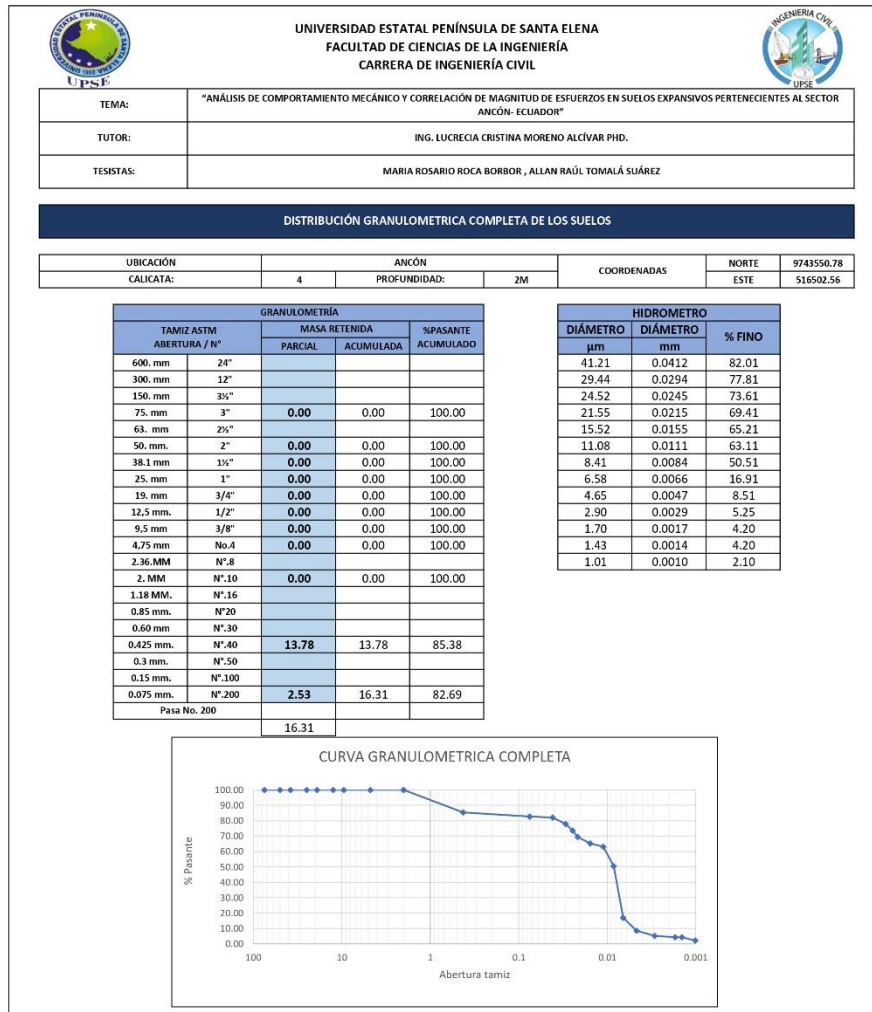 UNIVERSIDAD ESTATAL PENÍNSULA DE SANTA ELENA
FACULTAD DE CIENCIAS DE LA INGENIERÍA
CARRERA DE INGENIERÍA CIVIL
UNIVERSIDAD ESTATAL PENINSULA DE SANTA ELENA
UPSE
INGENIERIA CIVIL
UPSE
TEMA: "ANÁLISIS DE COMPORTAMIENTO MECÁNICO Y CORRELACIÓN DE MAGNITUD DE ESFUERZOS EN SUELOS EXPANSIVOS PERTENECIENTES AL SECTOR
ANCÓN- ECUADOR"
TUTOR: ING. LUCRECIA CRISTINA MORENO ALCÍVAR PHD.
TESISTAS: MARIA ROSARIO ROCA BORBOR , ALLAN RAÚL TOMALÁ SUÁREZ
DISTRIBUCIÓN GRANULOMETRICA COMPLETA DE LOS SUELOS
UBICACIÓN ANCÓN COORDENADAS NORTE 9743550.78
CALICATA: 4 PROFUNDIDAD: 2M ESTE 516502.56
GRANULOMETRÍA
TAMIZ ASTM MASA RETENIDA %PASANTE
ABERTURA / N° PARCIAL ACUMULADA ACUMULADO
600. mm 24"
300. mm 12"
150. mm 3½"
75. mm 3" 0.00 0.00 100.00
63. mm 2½"
50. mm. 2" 0.00 0.00 100.00
38.1 mm 1½" 0.00 0.00 100.00
25. mm 1" 0.00 0.00 100.00
19. mm 3/4" 0.00 0.00 100.00
12,5 mm. 1/2" 0.00 0.00 100.00
9,5 mm 3/8" 0.00 0.00 100.00
4,75 mm No.4 0.00 0.00 100.00
2.36.MM N°.8
2. MM N°.10 0.00 0.00 100.00
1.18 MM. N°.16
0.85 mm. N°20
0.60 mm N°.30
0.425 mm. N°.40 13.78 13.78 85.38
0.3 mm. N°.50
0.15 mm. N°.100
0.075 mm. N°.200 2.53 16.31 82.69
Pasa No. 200
16.31
HIDROMETRO
DIÁMETRO DIÁMETRO % FINO
µm mm
41.21 0.0412 82.01
29.44 0.0294 77.81
24.52 0.0245 73.61
21.55 0.0215 69.41
15.52 0.0155 65.21
11.08 0.0111 63.11
8.41 0.0084 50.51
6.58 0.0066 16.91
4.65 0.0047 8.51
2.90 0.0029 5.25
1.70 0.0017 4.20
1.43 0.0014 4.20
1.01 0.0010 2.10
CURVA GRANULOMETRICA COMPLETA
% Pasante
100.00
90.00
80.00
70.00
60.00
50.00
40.00
30.00
20.00
10.00
0.00
100 10 1 0.1 0.01 0.001
Abertura tamiz